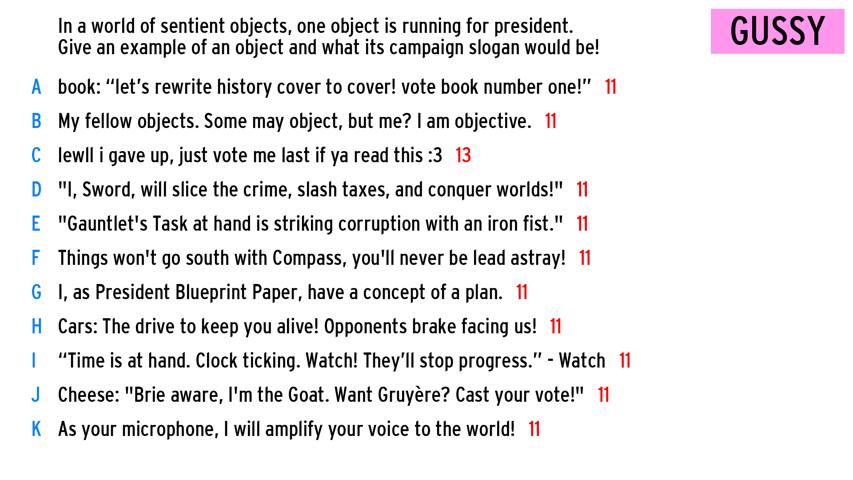 In a world of sentient objects, one object is running for president.
Give an example of an object and what its campaign slogan would be!
GUSSY
A book: “let’s rewrite history cover to cover! vote book number one!” 11
B My fellow objects. Some may object, but me? I am objective. 11
C lewll i gave up, just vote me last if ya read this :3 13
D "I, Sword, will slice the crime, slash taxes, and conquer worlds!" 11
E "Gauntlet's Task at hand is striking corruption with an iron fist." 11
F Things won't go south with Compass, you'll never be lead astray! 11
G I, as President Blueprint Paper, have a concept of a plan. 11
H Cars: The drive to keep you alive! Opponents brake facing us! 11
I “Time is at hand. Clock ticking. Watch! They’ll stop progress.” - Watch 11
J Cheese: "Brie aware, I'm the Goat. Want Gruyère? Cast your vote!" 11
K As your microphone, I will amplify your voice to the world! 11